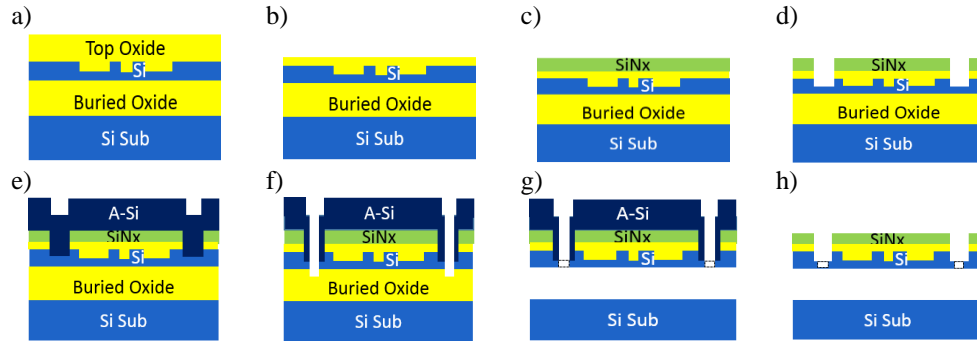 a)
Top Oxide
Si
Buried Oxide
Si Sub
b)
Si
Buried Oxide
Si Sub
c)
SiNx
Si
Buried Oxide
Si Sub
d)
SiNx
Si
Buried Oxide
Si Sub
e)
A-Si
SiNx
Si
Buried Oxide
Si Sub
f)
A-Si
SiNx
Si
Buried Oxide
Si Sub
g)
A-Si
SiNx
Si
Si Sub
h)
SiNx
Si
Si Sub